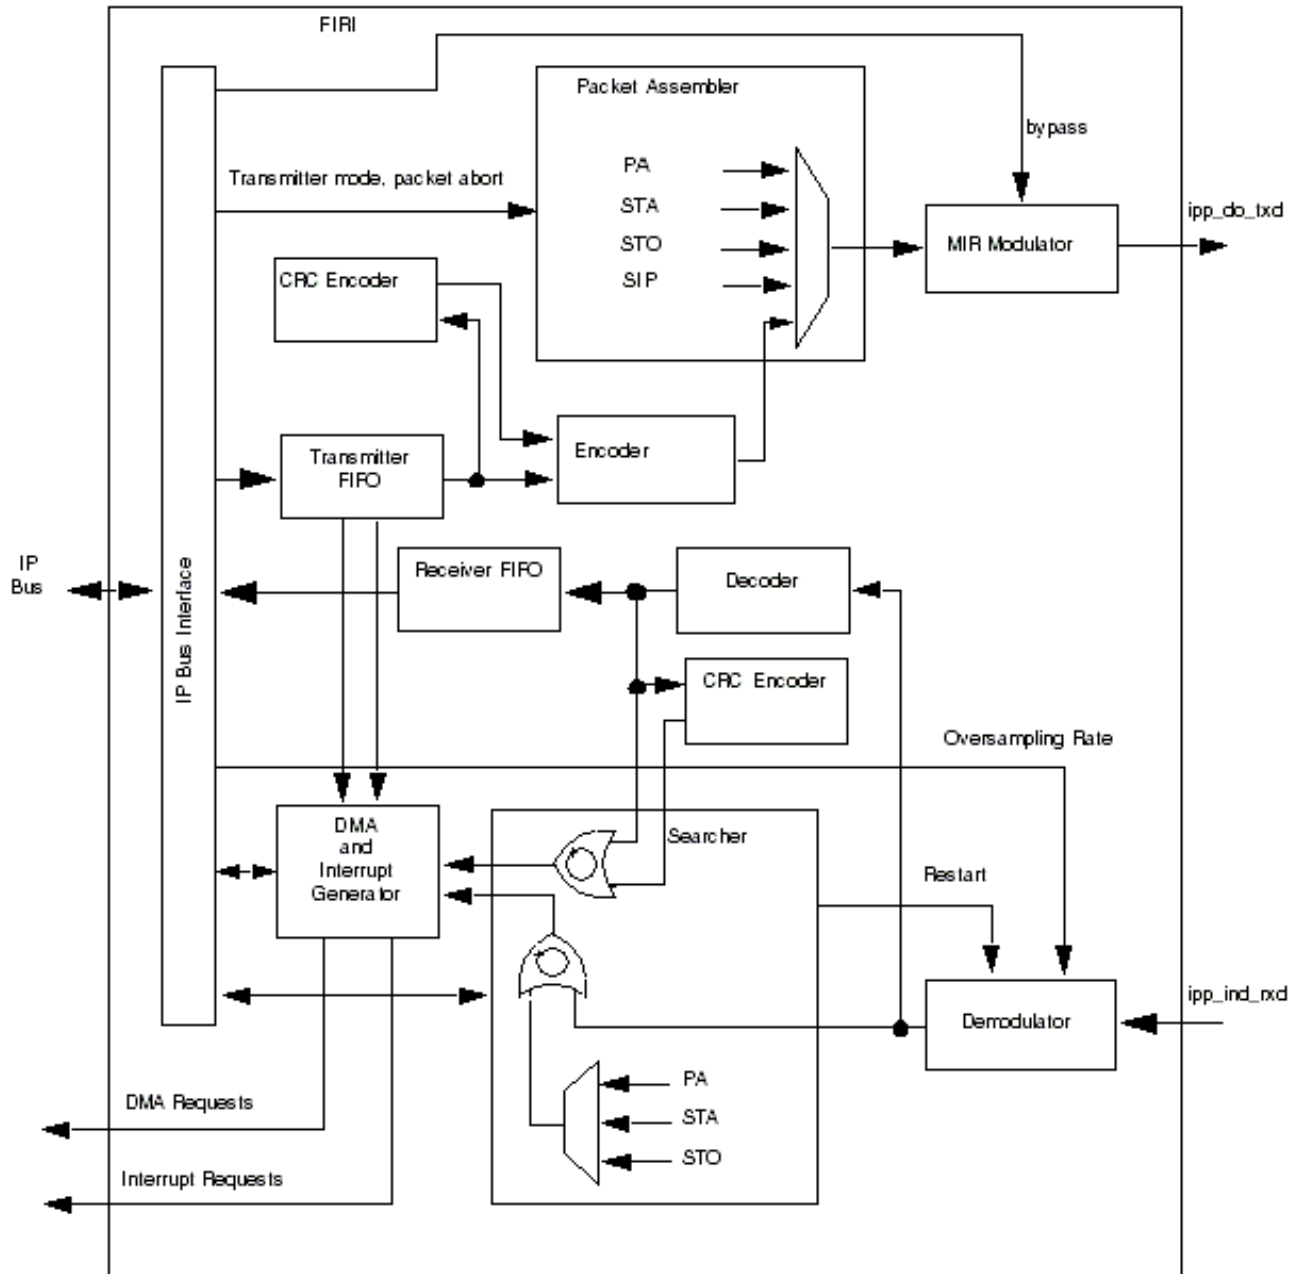 FIRI
Packet Assembler
bypass
PA
Transmitter mode, packet abort
STA
ipp_do_txd
STO
MIR Modulator
CRC Encoder
SIP
Encoder
Transmitter
FIFO
IP
Bus
Receiver FIFO
Decoder
IP Bus Interface
CRC Encoder
Oversampling Rate
DMA
and
Interrupt
Generator
Searcher
Restart
ipp_ind_rxd
Demodulator
PA
DMA Requests
STA
STO
Interrupt Requests